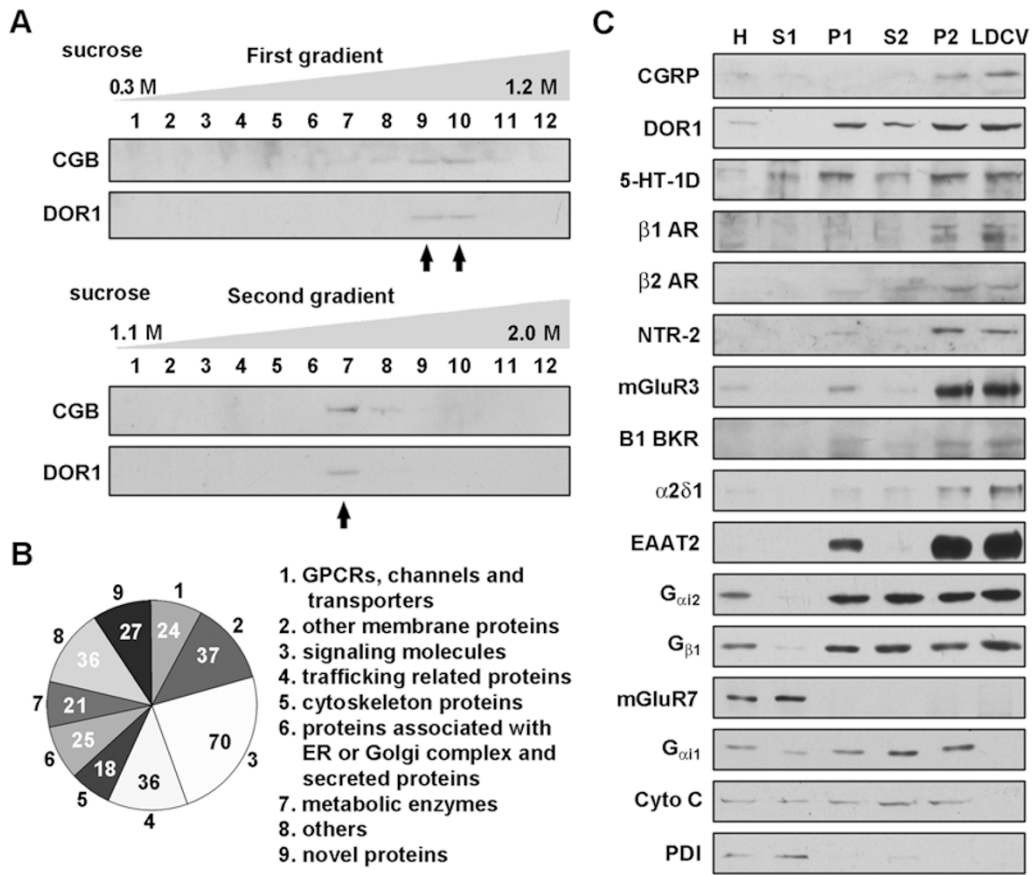 A
sucrose
First gradient
0.3 M
1.2 M
1 2 3 4 5 6 7 8 9 10 11 12
CGB
DOR1
sucrose
Second gradient
1.1 M
2.0 M
1 2 3 4 5 6 7 8 9 10 11 12
CGB
DOR1
B
1
2
3
4
5
6
7
8
9
24
37
70
36
18
25
21
36
27
1. GPCRs, channels and
transporters
2. other membrane proteins
3. signaling molecules
4. trafficking related proteins
5. cytoskeleton proteins
6. proteins associated with
ER or Golgi complex and
secreted proteins
7. metabolic enzymes
8. others
9. novel proteins
C
H S1 P1 S2 P2 LDCV
CGRP
DOR1
5-HT-1D
β1 AR
β2 AR
NTR-2
mGluR3
B1 BKR
α2δ1
EAAT2
Gαi2
Gβ1
mGluR7
Gαi1
Cyto C
PDI